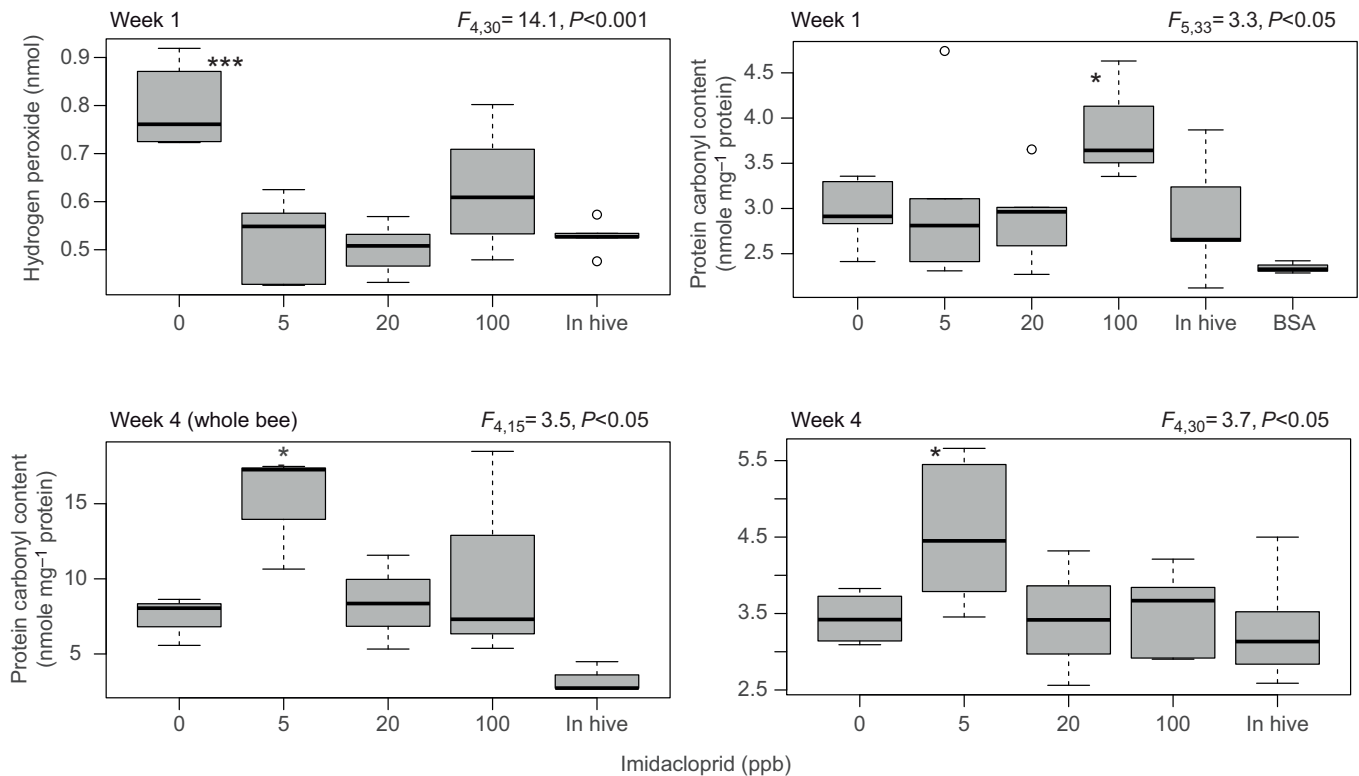 Week 1
F4,30= 14.1, P<0.001
Hydrogen peroxide (nmol)
0.9
0.8
0.7
0.6
0.5
***
0
5
20
100
In hive
Week 1
F5,33= 3.3, P<0.05
Protein carbonyl content
(nmole mg–1 protein)
4.5
4.0
3.5
3.0
2.5
*
0
5
20
100
In hive
BSA
Week 4 (whole bee)
F4,15= 3.5, P<0.05
Protein carbonyl content
(nmole mg–1 protein)
15
10
5
*
0
5
20
100
In hive
Week 4
F4,30= 3.7, P<0.05
5.5
4.5
3.5
2.5
*
0
5
20
100
In hive
Imidacloprid (ppb)